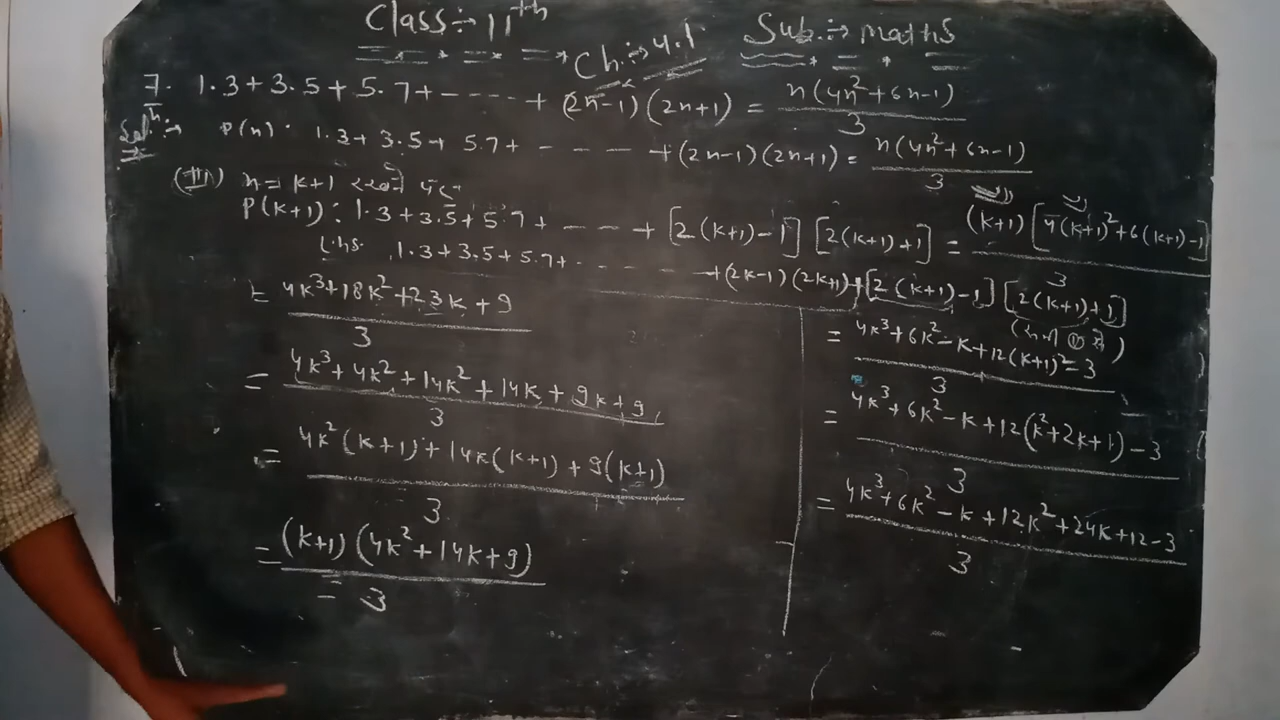 Class:- 11th Sub.:- maths
Ch:- 4.1
7. 1.3 + 3.5 + 5.7 + ---- + (2n-1)(2n+1) = n(4n²+6n-1)/3
Solⁿ:- P(n): 1.3 + 3.5 + 5.7 + ---- + (2n-1)(2n+1) = n(4n²+6n-1)/3
(III) n = k+1 रखने पर
P(k+1): 1.3 + 3.5 + 5.7 + ---- + [2(k+1)-1] [2(k+1)+1] = (k+1)[4(k+1)²+6(k+1)-1]/3
L.h.s. 1.3 + 3.5 + 5.7 + ---- + (2k-1)(2k+1) + [2(k+1)-1] [2(k+1)+1]
= 4k³+18k²+23k+9/3
= 4k³+4k²+14k²+14k+9k+9/3
= 4k²(k+1)+14k(k+1)+9(k+1)/3
= (k+1)(4k²+14k+9)/3
=
= 4k³+6k²-k+12(k+1)²-3/3
= 4k³+6k²-k+12(k²+2k+1)-3/3
= 4k³+6k²-k+12k²+24k+12-3/3